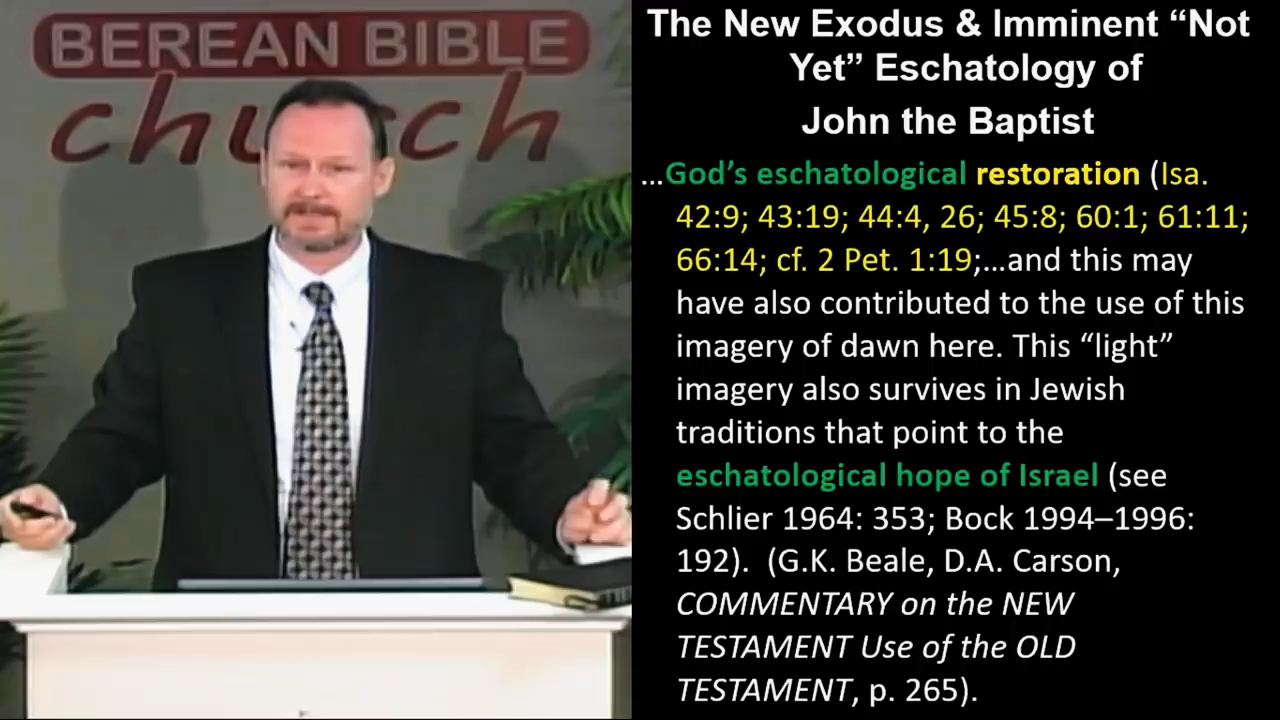 BEREAN BIBLE
church
The New Exodus & Imminent “Not
Yet” Eschatology of
John the Baptist
…God’s eschatological restoration (Isa.
42:9; 43:19; 44:4, 26; 45:8; 60:1; 61:11;
66:14; cf. 2 Pet. 1:19;…and this may
have also contributed to the use of this
imagery of dawn here. This “light”
imagery also survives in Jewish
traditions that point to the
eschatological hope of Israel (see
Schlier 1964: 353; Bock 1994–1996:
192). (G.K. Beale, D.A. Carson,
COMMENTARY on the NEW
TESTAMENT Use of the OLD
TESTAMENT, p. 265).